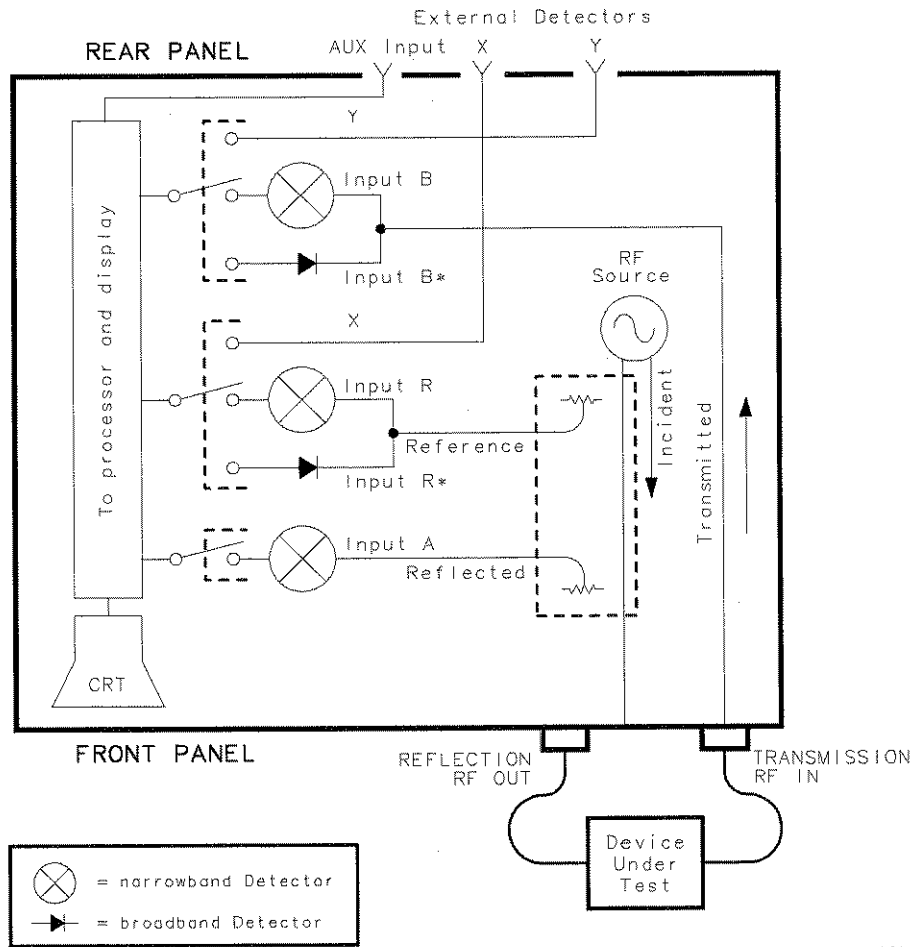 External Detectors
REAR PANEL
AUX Input X Y
Y
Input B
Input B*
X
Input R
Reference
Input R*
Input A
Reflected
To processor and display
CRT
RF
Source
Incident
Transmitted
FRONT PANEL
REFLECTION
RF OUT
TRANSMISSION
RF IN
Device
Under
Test
= narrowband Detector
= broadband Detector